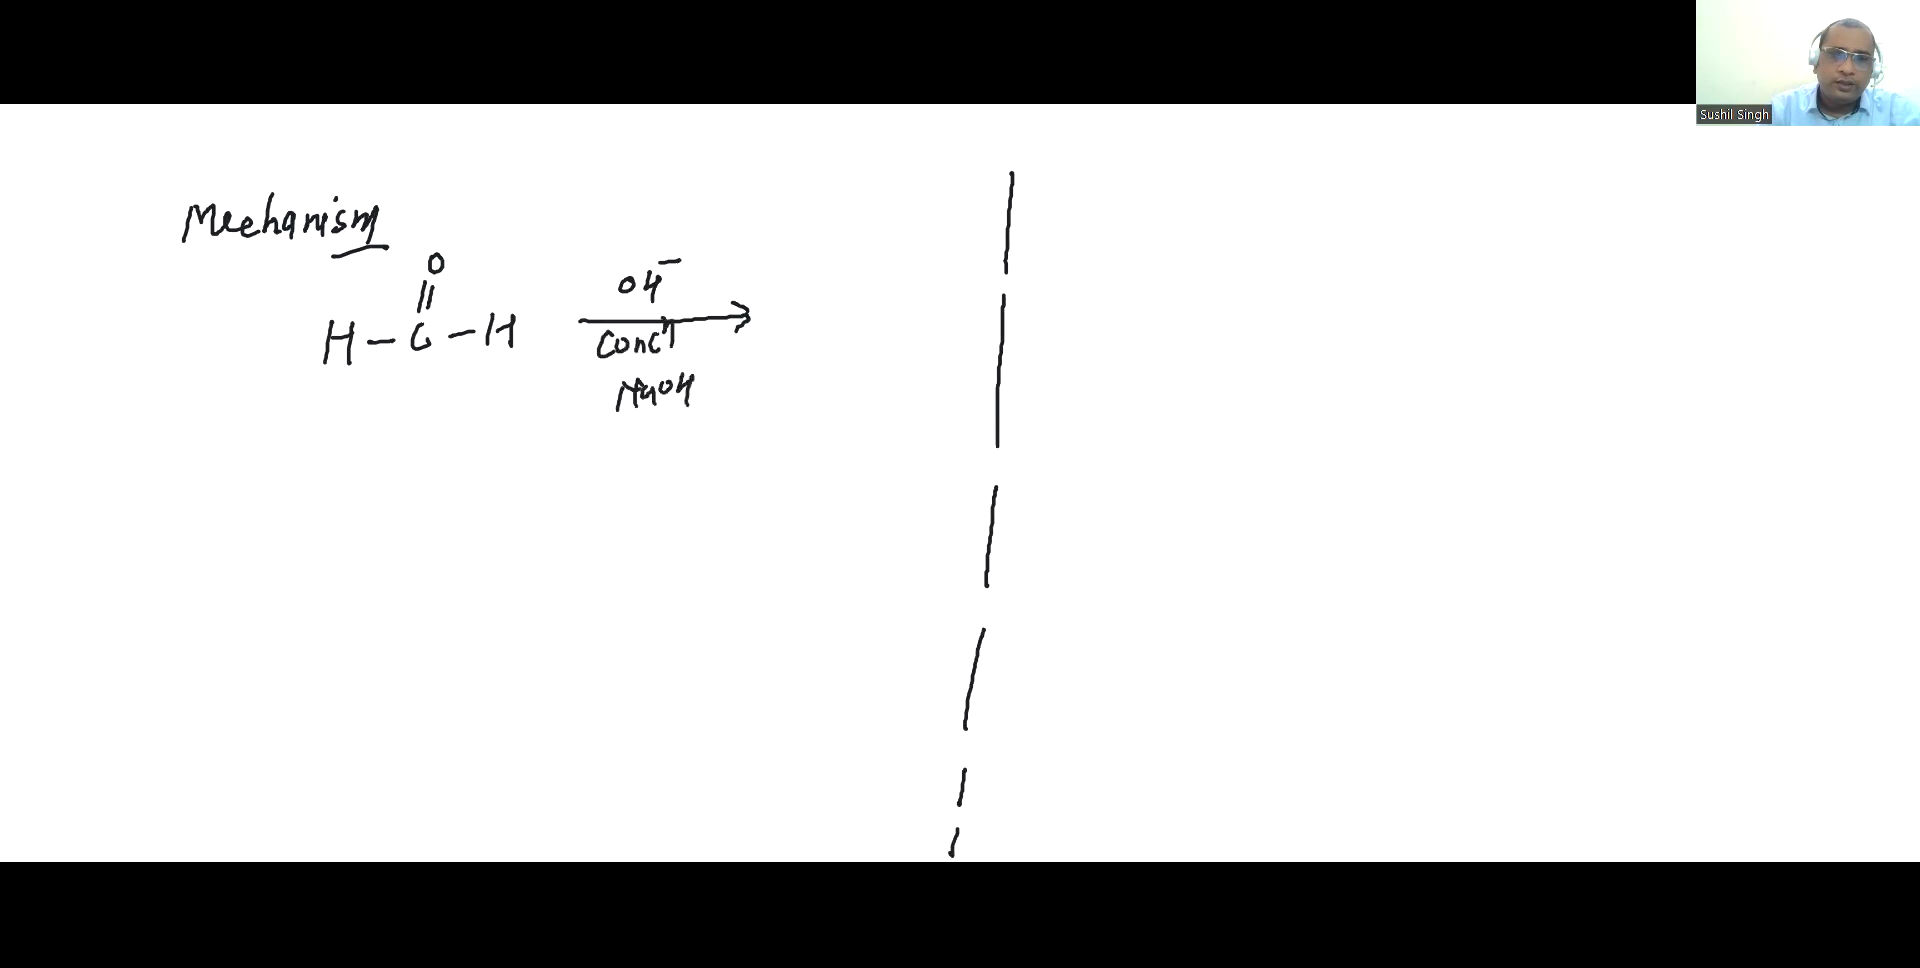 Sushil Singh
Mechanism
O
||
H-C-H
OH⁻
Concⁿ
NaOH